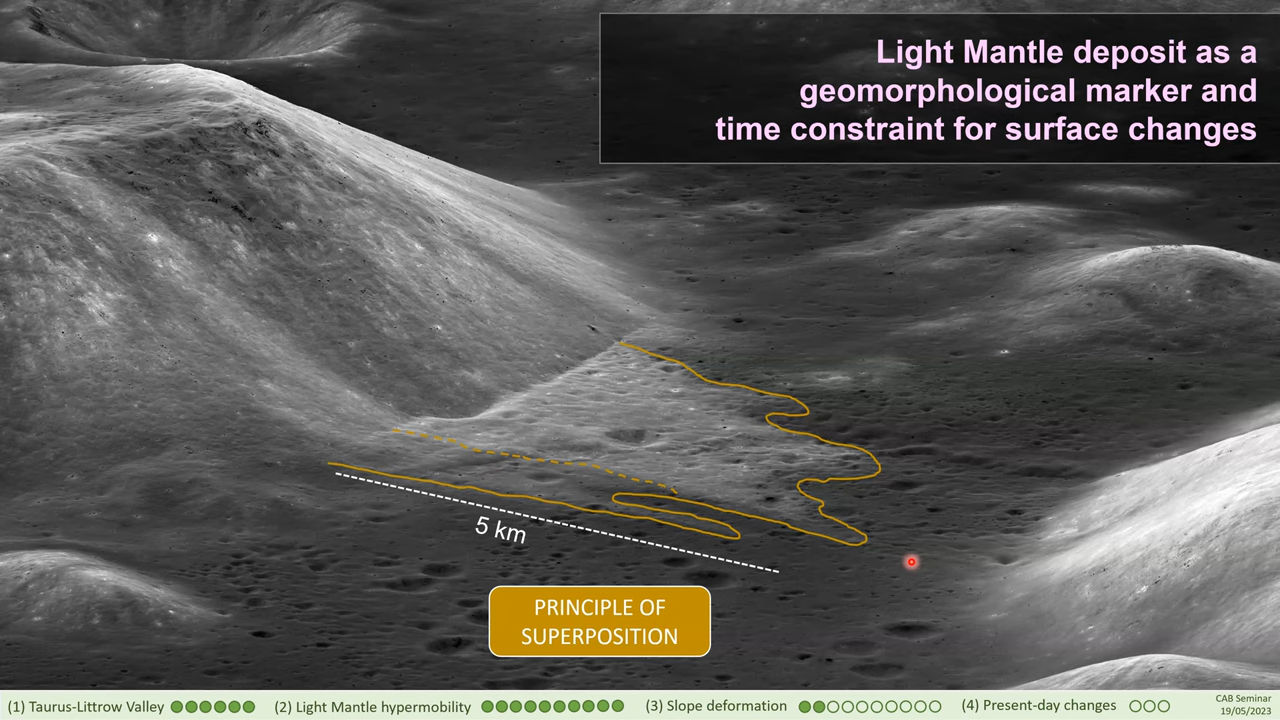 Light Mantle deposit as a
geomorphological marker and
time constraint for surface changes
5 km
PRINCIPLE OF
SUPERPOSITION
(1) Taurus-Littrow Valley
(2) Light Mantle hypermobility
(3) Slope deformation
(4) Present-day changes
CAB Seminar
19/05/2023